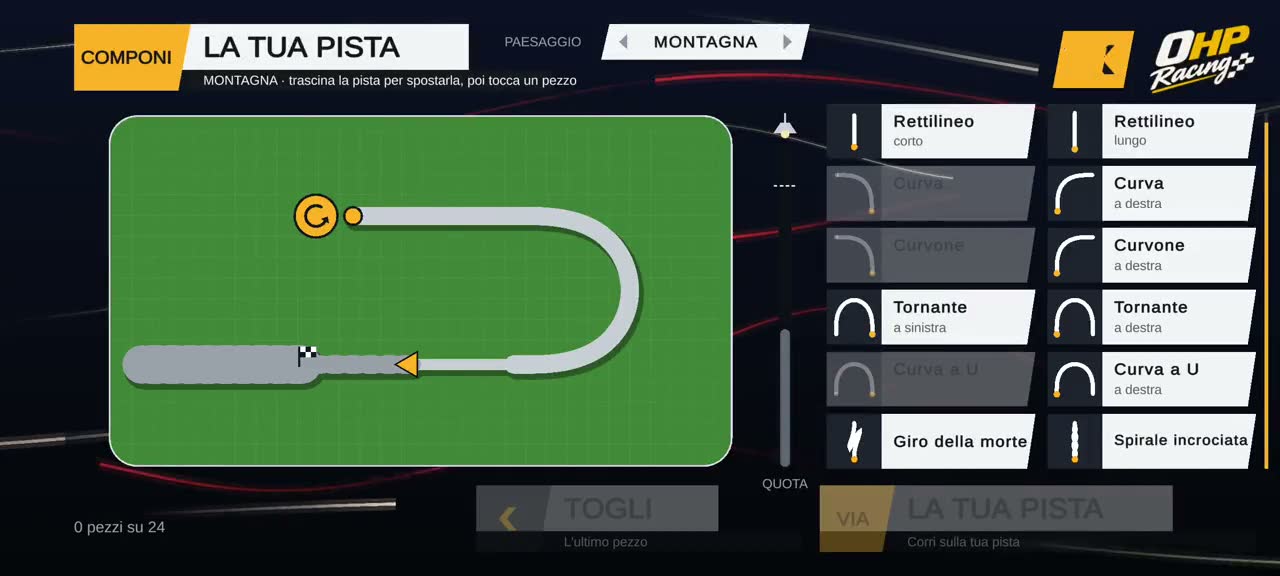 COMPONI
LA TUA PISTA
MONTAGNA · trascina la pista per spostarla, poi tocca un pezzo
PAESAGGIO
MONTAGNA
OHP
Racing
Rettilineo
corto
Rettilineo
lungo
Curva
Curva
a destra
Curvone
Curvone
a destra
Tornante
a sinistra
Tornante
a destra
Curva a U
Curva a U
a destra
Giro della morte
Spirale incrociata
QUOTA
0 pezzi su 24
TOGLI
L'ultimo pezzo
VIA
LA TUA PISTA
Corri sulla tua pista